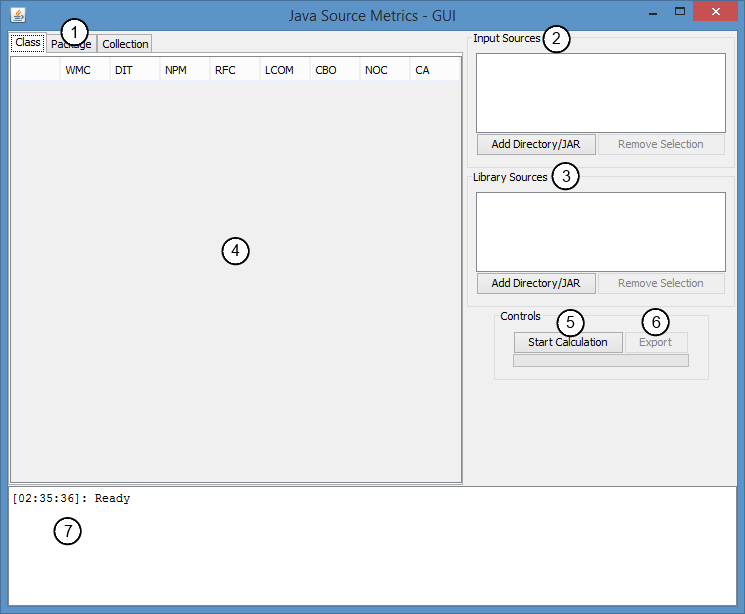 Java Source Metrics - GUI
1
Class Package Collection
WMC DIT NPM RFC LCOM CBO NOC CA
4
Input Sources 2
Add Directory/JAR Remove Selection
Library Sources 3
Add Directory/JAR Remove Selection
Controls 5 6
Start Calculation Export
[02:35:36]: Ready
7